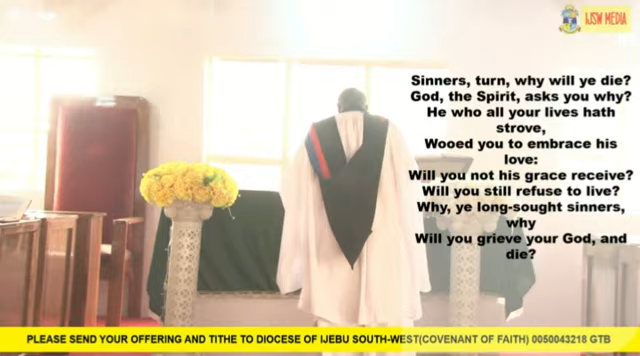 IJSW MEDIA
Sinners, turn, why will ye die?
God, the Spirit, asks you why?
He who all your lives hath
strove,
Wooed you to embrace his
love:
Will you not his grace receive?
Will you still refuse to live?
Why, ye long-sought sinners,
why
Will you grieve your God, and
die?
PLEASE SEND YOUR OFFERING AND TITHE TO DIOCESE OF IJEBU SOUTH-WEST(COVENANT OF FAITH) 0050043218 GTB